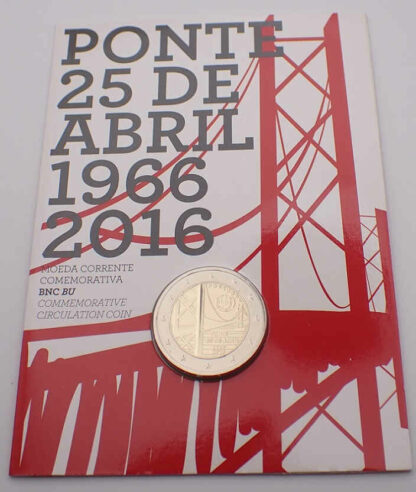 PONTE
25 DE
ABRIL
1966
2016
MOEDA CORRENTE
COMEMORATIVA
BNC BU
COMMEMORATIVE
CIRCULATION COIN